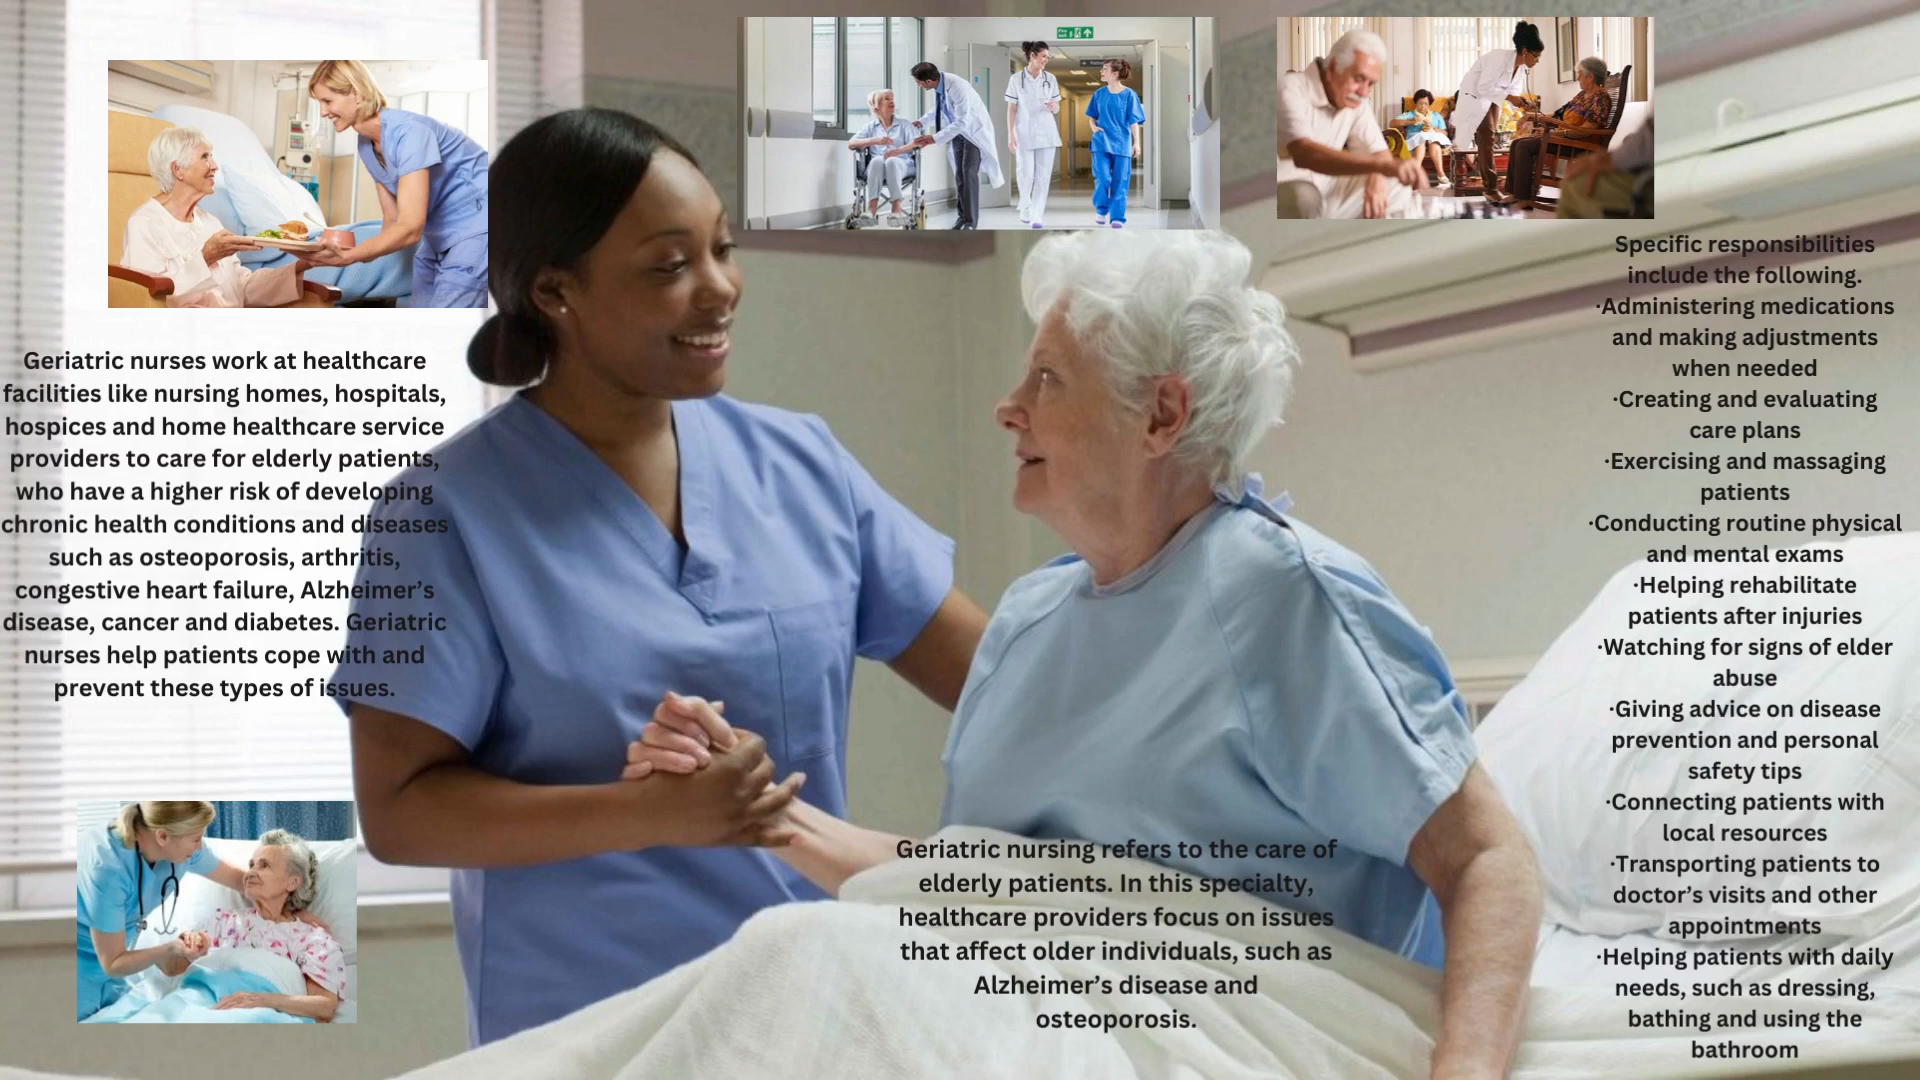 Geriatric nurses work at healthcare
facilities like nursing homes, hospitals,
hospices and home healthcare service
providers to care for elderly patients,
who have a higher risk of developing
chronic health conditions and diseases
such as osteoporosis, arthritis,
congestive heart failure, Alzheimer’s
disease, cancer and diabetes. Geriatric
nurses help patients cope with and
prevent these types of issues.
Geriatric nursing refers to the care of
elderly patients. In this specialty,
healthcare providers focus on issues
that affect older individuals, such as
Alzheimer’s disease and
osteoporosis.
Specific responsibilities
include the following.
·Administering medications
and making adjustments
when needed
·Creating and evaluating
care plans
·Exercising and massaging
patients
·Conducting routine physical
and mental exams
·Helping rehabilitate
patients after injuries
·Watching for signs of elder
abuse
·Giving advice on disease
prevention and personal
safety tips
·Connecting patients with
local resources
·Transporting patients to
doctor’s visits and other
appointments
·Helping patients with daily
needs, such as dressing,
bathing and using the
bathroom